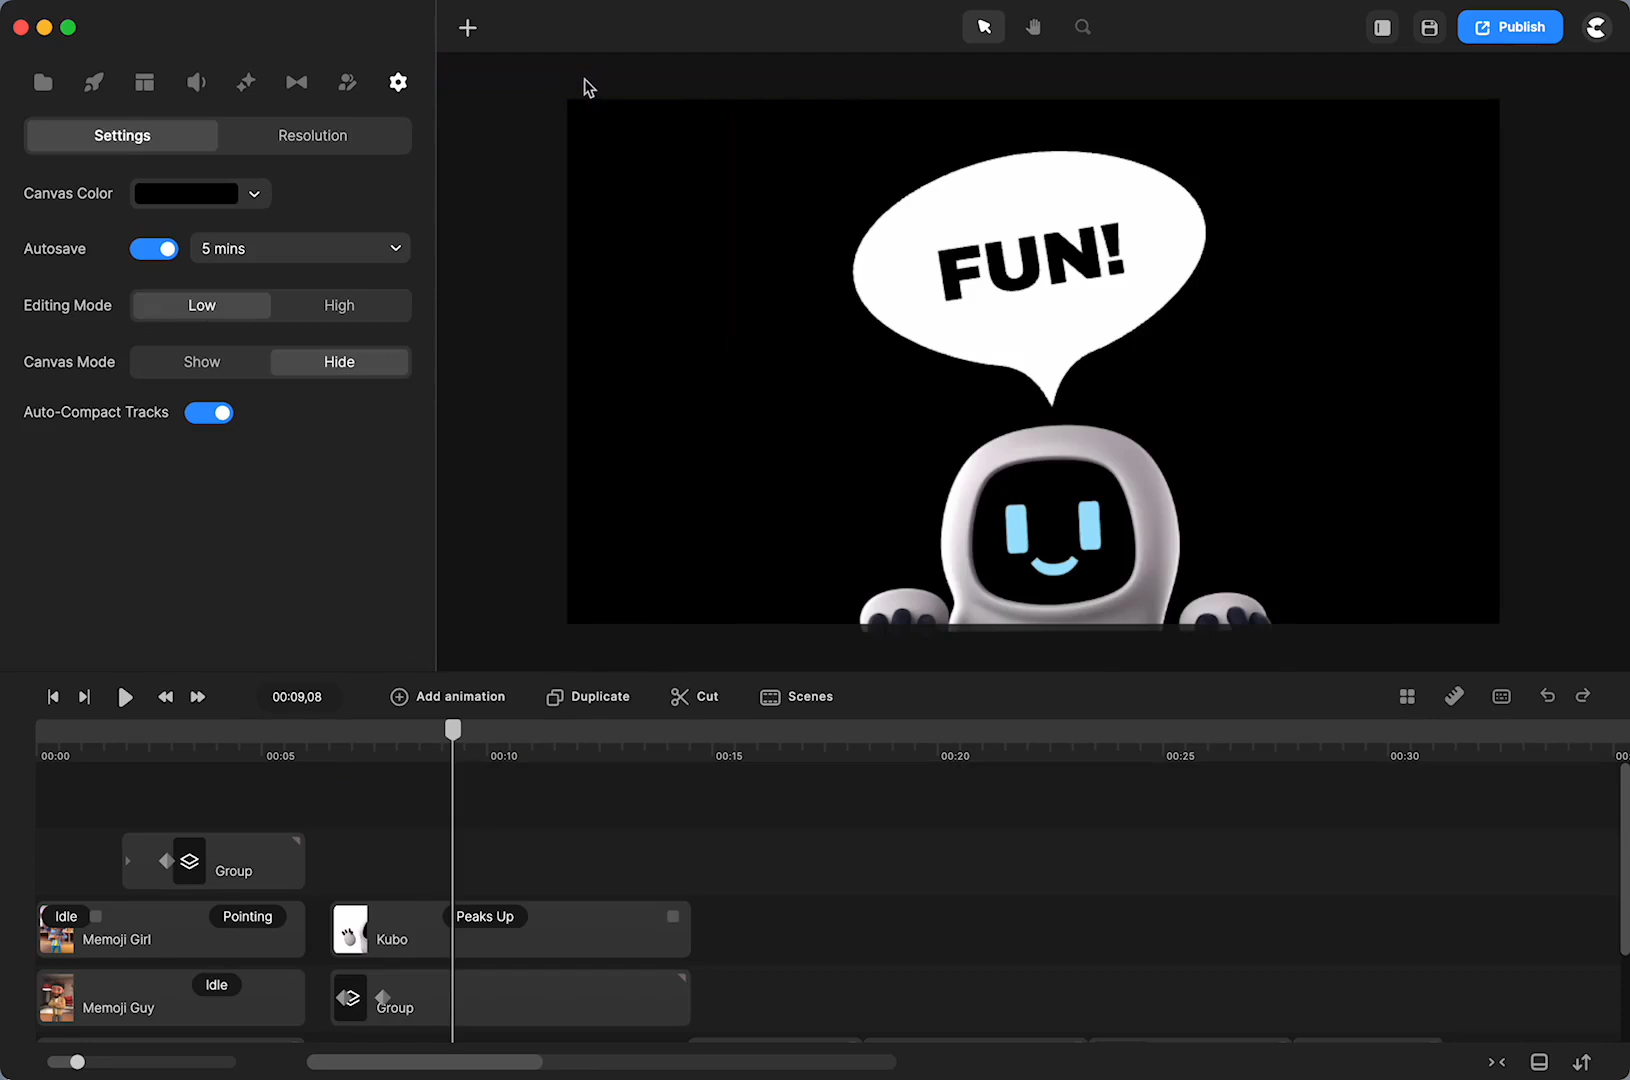 Publish
Settings
Resolution
Canvas Color
Autosave
5 mins
Editing Mode
Low
High
Canvas Mode
Show
Hide
Auto-Compact Tracks
FUN!
00:09,08
Add animation
Duplicate
Cut
Scenes
00:00
00:05
00:10
00:15
00:20
00:25
00:30
00:
Group
Idle
Pointing
Memoji Girl
Peaks Up
Kubo
Idle
Memoji Guy
Group